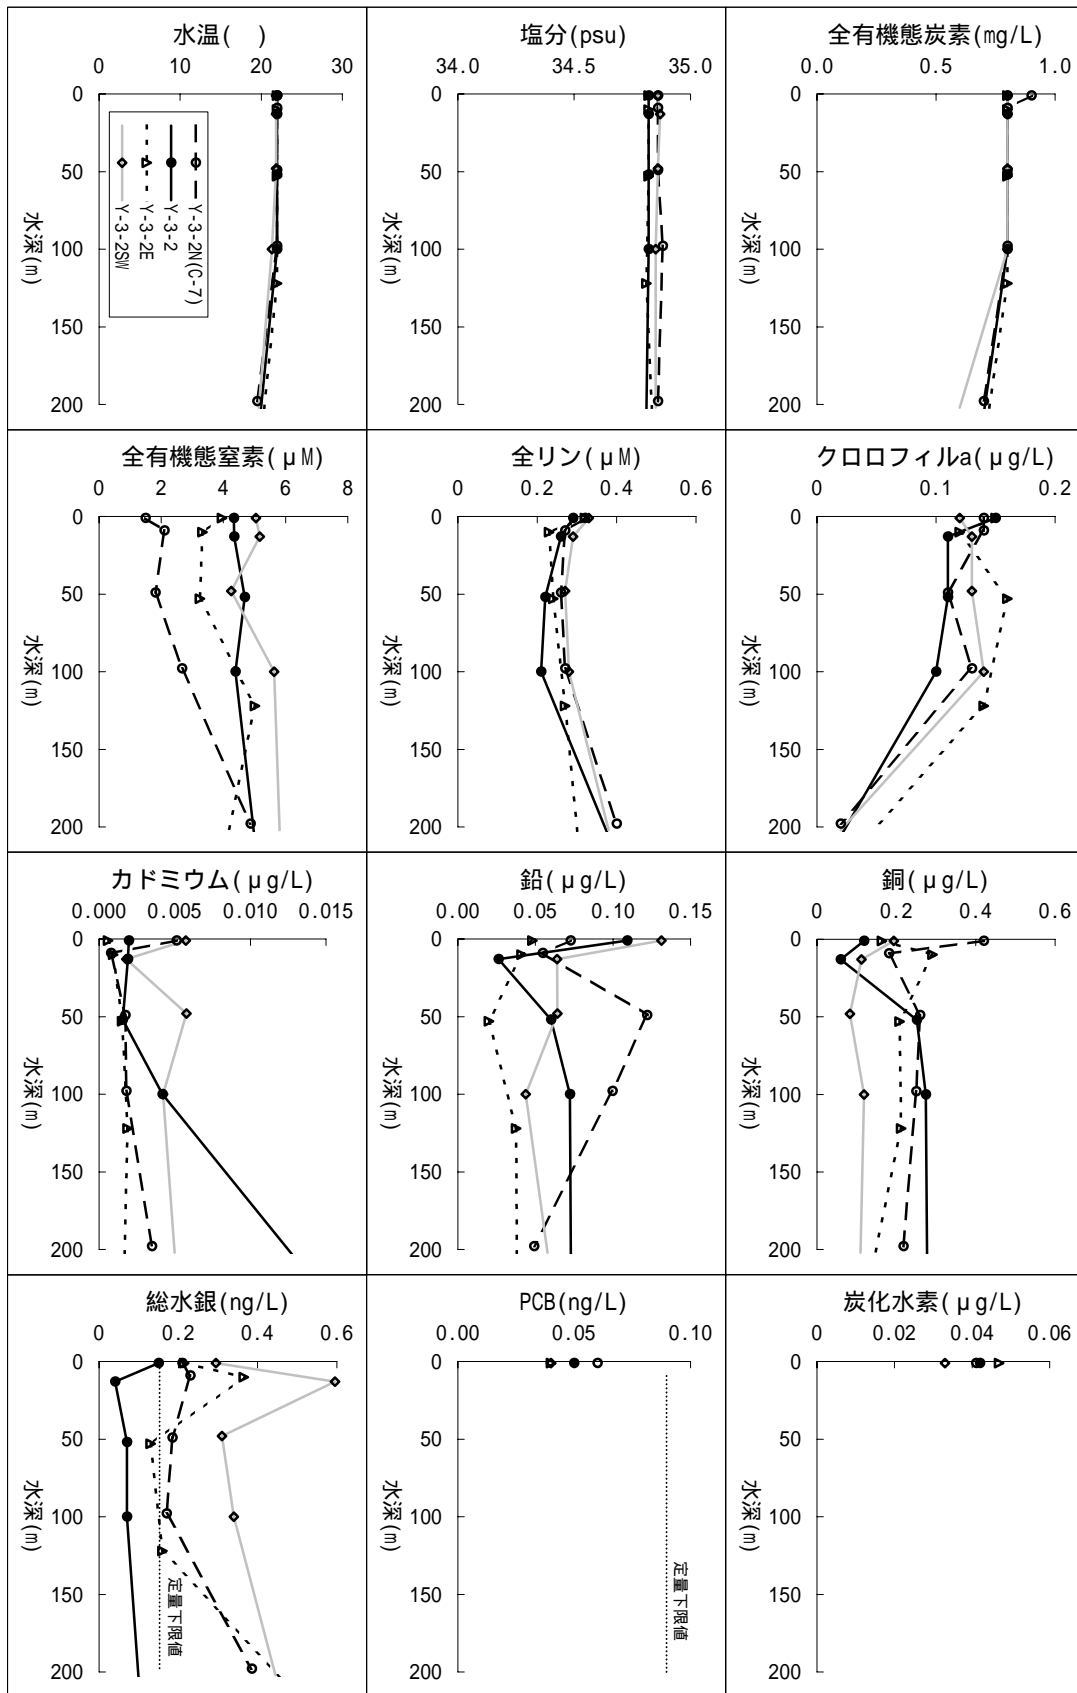 水温( )
0 10 20 30
0
50
100
150
200
水深(m)
Y-3-2N(C-7)
Y-3-2
Y-3-2E
Y-3-2SW
塩分(psu)
34.0 34.5 35.0
0
50
100
150
200
水深(m)
全有機態炭素(mg/L)
0.0 0.5 1.0
0
50
100
150
200
水深(m)
全有機態窒素(μM)
0 2 4 6 8
0
50
100
150
200
水深(m)
全リン(μM)
0 0.2 0.4 0.6
0
50
100
150
200
水深(m)
クロロフィルa(μg/L)
0 0.1 0.2
0
50
100
150
200
水深(m)
カドミウム(μg/L)
0.000 0.005 0.010 0.015
0
50
100
150
200
水深(m)
鉛(μg/L)
0.00 0.05 0.10 0.15
0
50
100
150
200
水深(m)
銅(μg/L)
0 0.2 0.4 0.6
0
50
100
150
200
水深(m)
総水銀(ng/L)
0 0.2 0.4 0.6
0
50
100
150
200
水深(m)
定量下限値
PCB(ng/L)
0.00 0.05 0.10
0
50
100
150
200
水深(m)
定量下限値
炭化水素(μg/L)
0 0.02 0.04 0.06
0
50
100
150
200
水深(m)